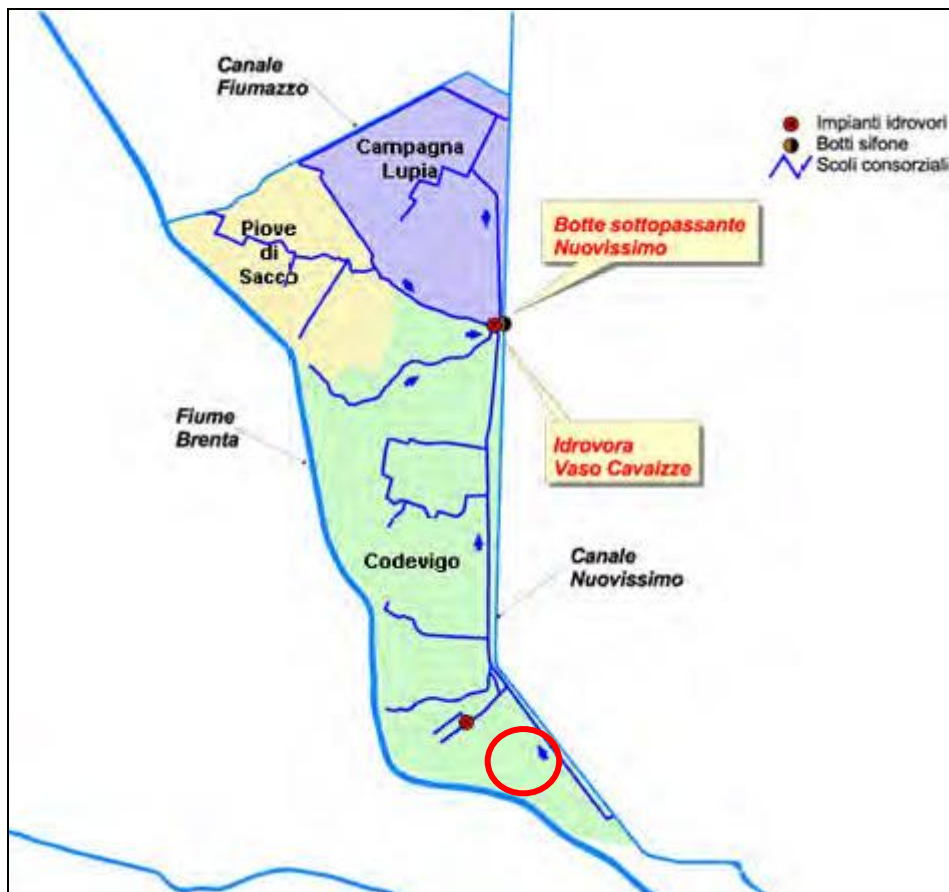 Canale
Fiumazzo
Campagna
Lupia
Impianti idrovori
Botti sifone
Scoli consorziali
Piove
di
Sacco
Botte sottopassante
Nuovissimo
Fiume
Brenta
Idrovora
Vaso Cavaizze
Codevigo
Canale
Nuovissimo